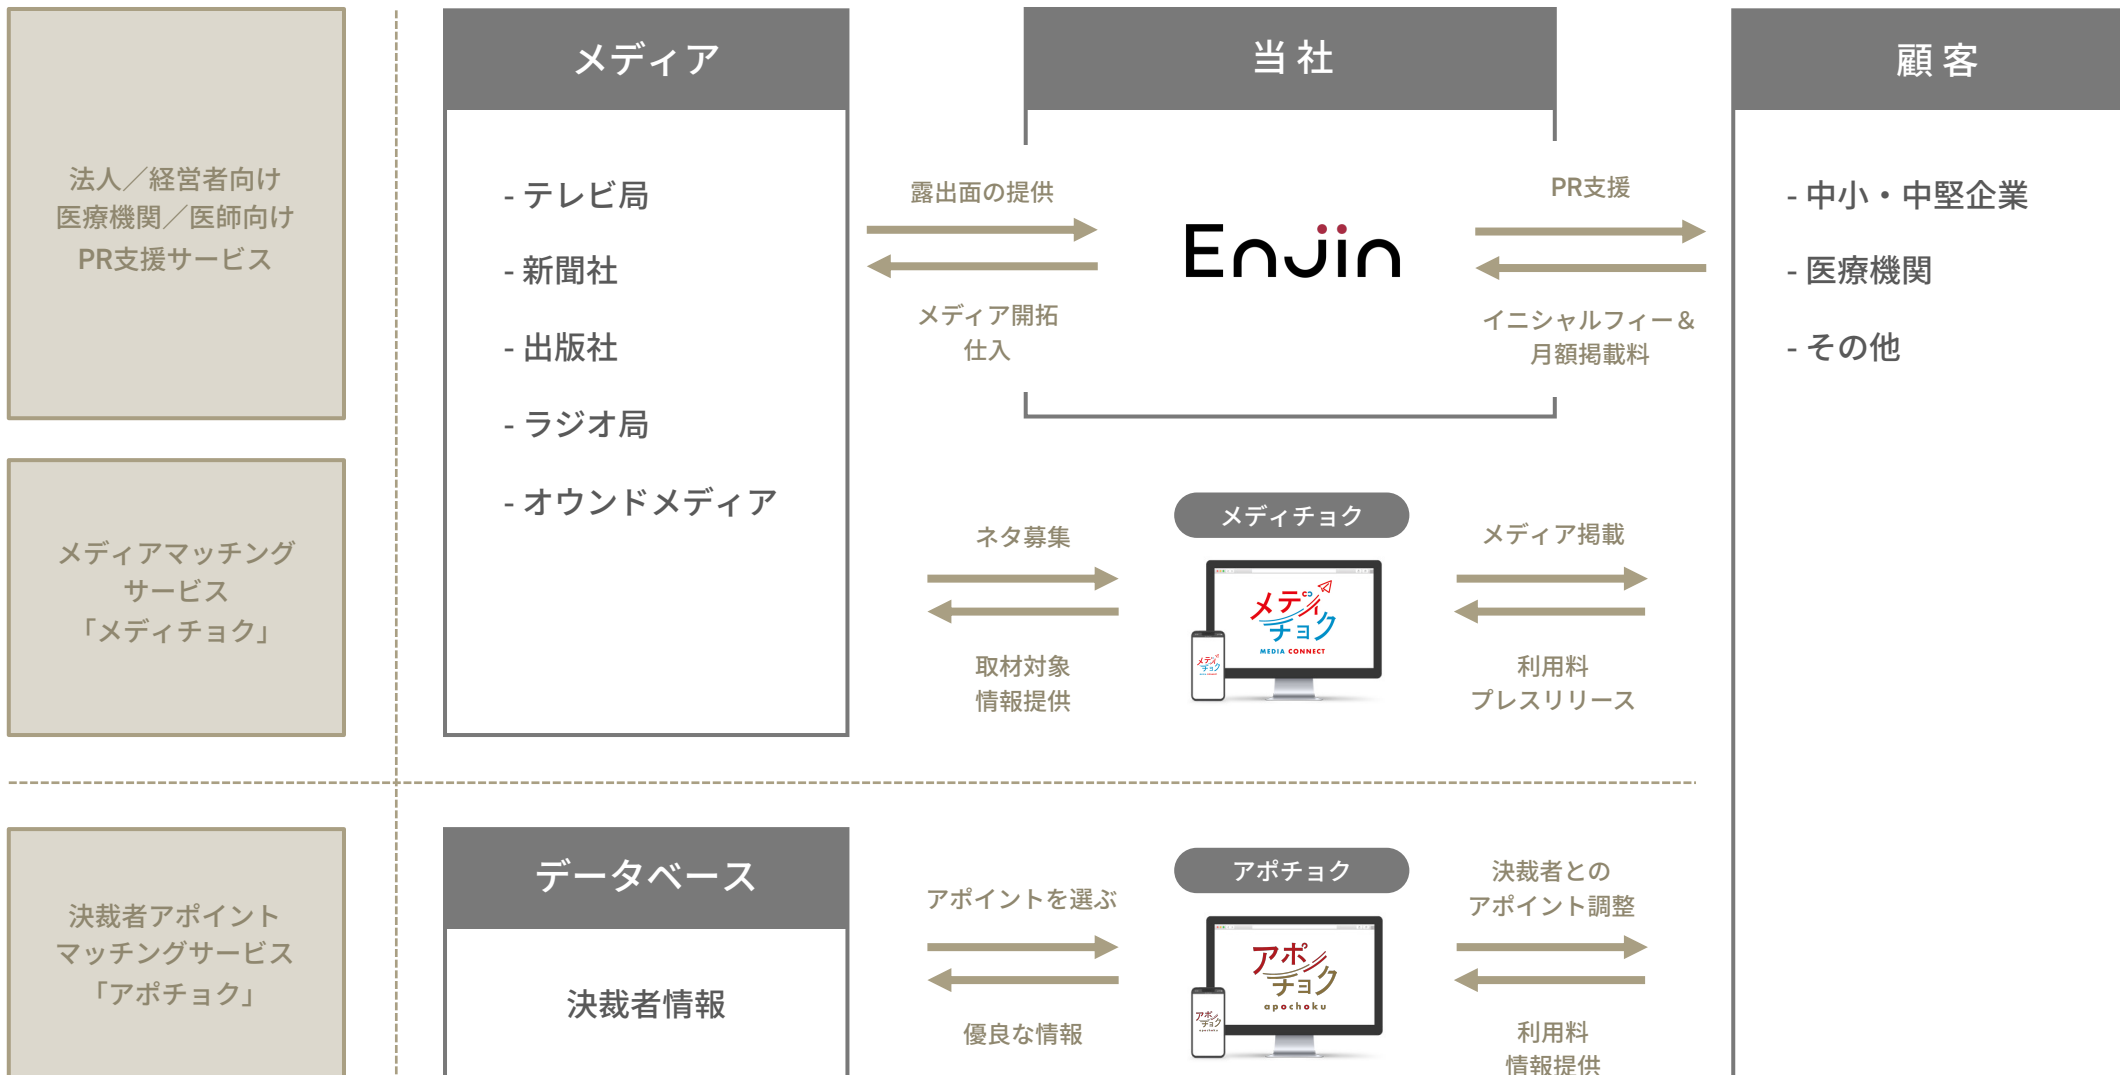 メディア
当社
顧客
法人／経営者向け
医療機関／医師向け
PR支援サービス
- テレビ局
- 新聞社
- 出版社
- ラジオ局
- オウンドメディア
露出面の提供
メディア開拓
仕入
Enjin
PR支援
イニシャルフィー＆
月額掲載料
- 中小・中堅企業
- 医療機関
- その他
メディアマッチング
サービス
「メディチョク」
ネタ募集
取材対象
情報提供
メディチョク
メディ
チョク
MEDIA CONNECT
メディ
チョク
メディア掲載
利用料
プレスリリース
決裁者アポイント
マッチングサービス
「アポチョク」
データベース
決裁者情報
アポイントを選ぶ
優良な情報
アポチョク
アポ
チョク
apochoku
アポ
チョク
apochoku
決裁者との
アポイント調整
利用料
情報提供